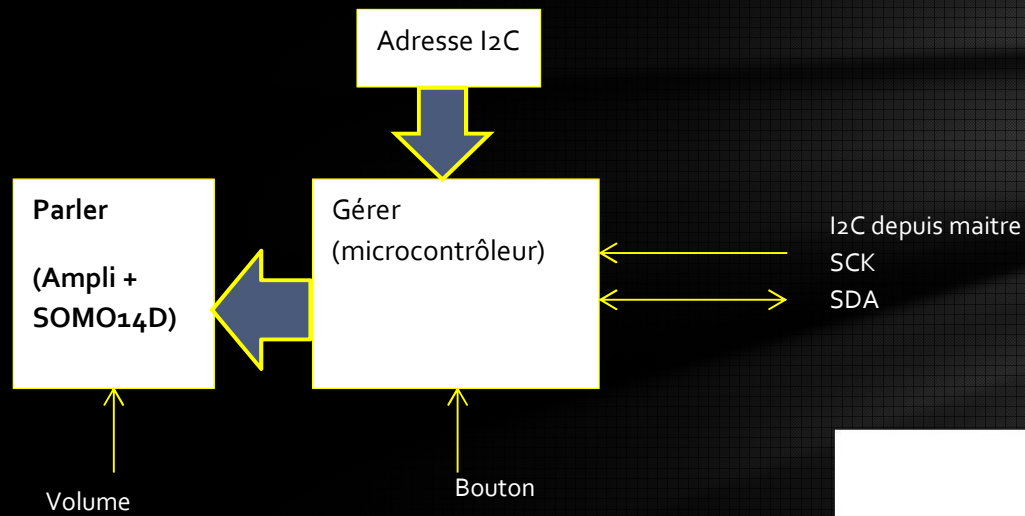 Adresse I2C
Parler
(Ampli +
SOMO14D)
Gérer
(microcontrôleur)
I2C depuis maitre
SCK
SDA
Volume
Bouton